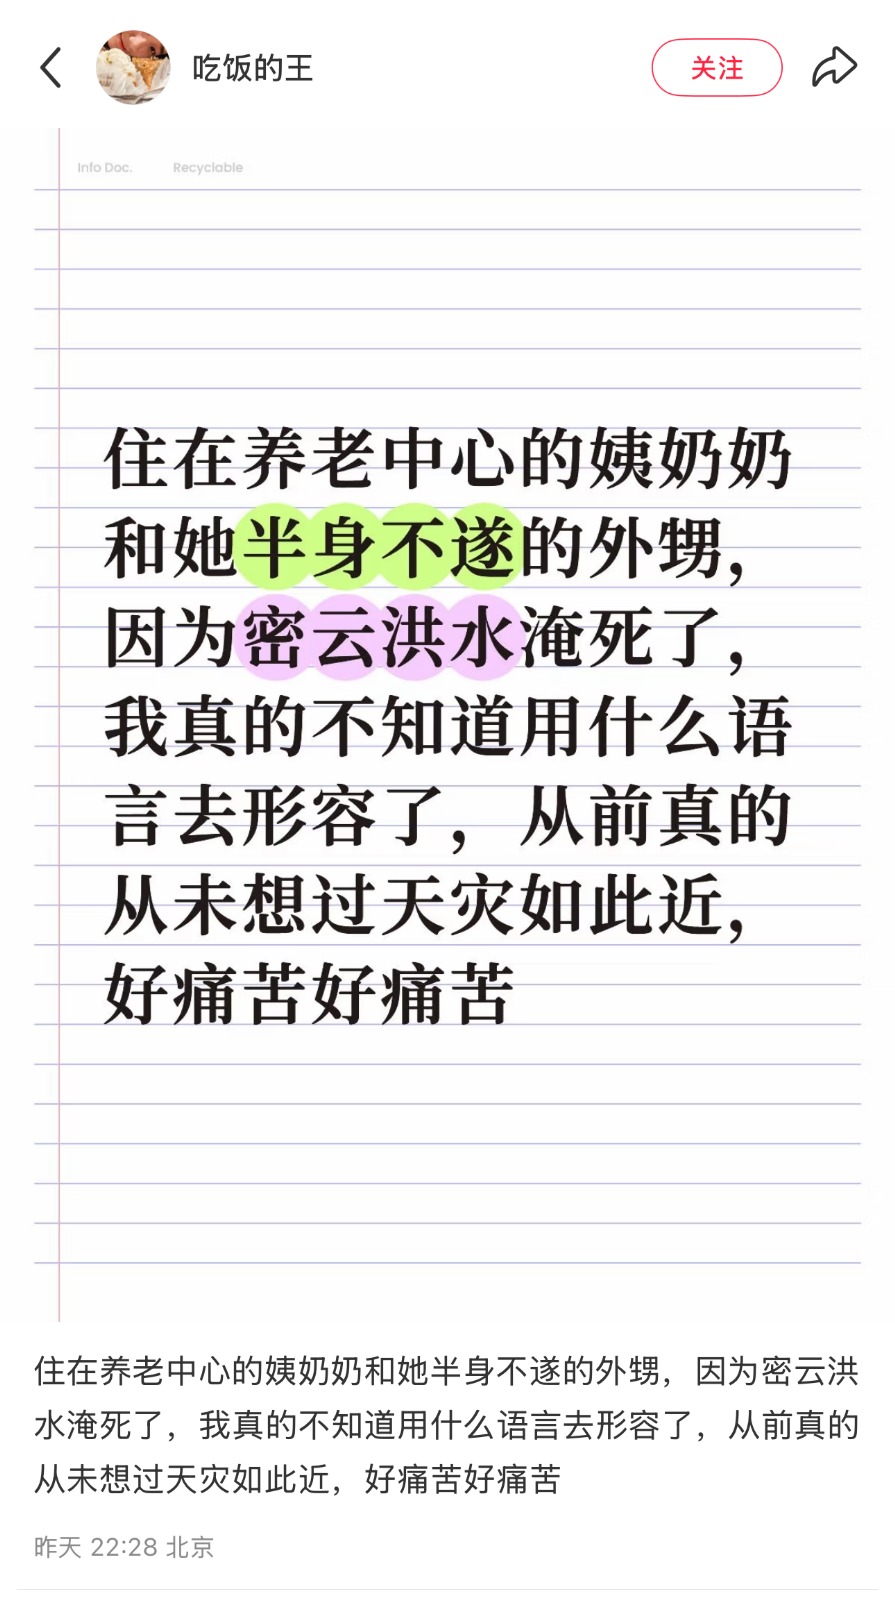 吃饭的王
关注
Info Doc. Recyclable
住在养老中心的姨奶奶
和她半身不遂的外甥，
因为密云洪水淹死了，
我真的不知道用什么语
言去形容了，从前真的
从未想过天灾如此近，
好痛苦好痛苦
住在养老中心的姨奶奶和她半身不遂的外甥，因为密云洪
水淹死了，我真的不知道用什么语言去形容了，从前真的
从未想过天灾如此近，好痛苦好痛苦
昨天 22:28 北京